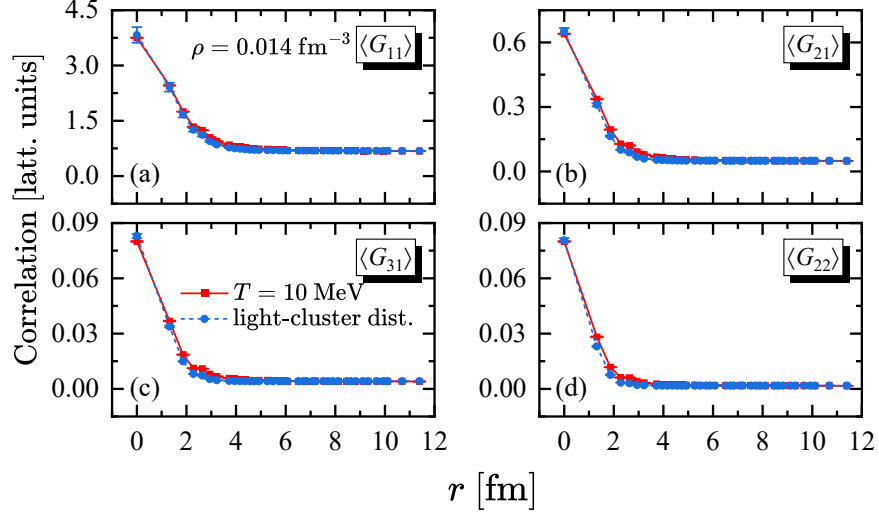 Correlation [latt. units]
4.5
3.0
1.5
0.0
ρ = 0.014 fm⁻³
⟨G₁₁⟩
(a)
0.6
0.3
0.0
⟨G₂₁⟩
(b)
0.09
0.06
0.03
0.00
⟨G₃₁⟩
T = 10 MeV
light-cluster dist.
(c)
0 2 4 6 8 10 12
0.09
0.06
0.03
0.00
⟨G₂₂⟩
(d)
0 2 4 6 8 10 12
r [fm]